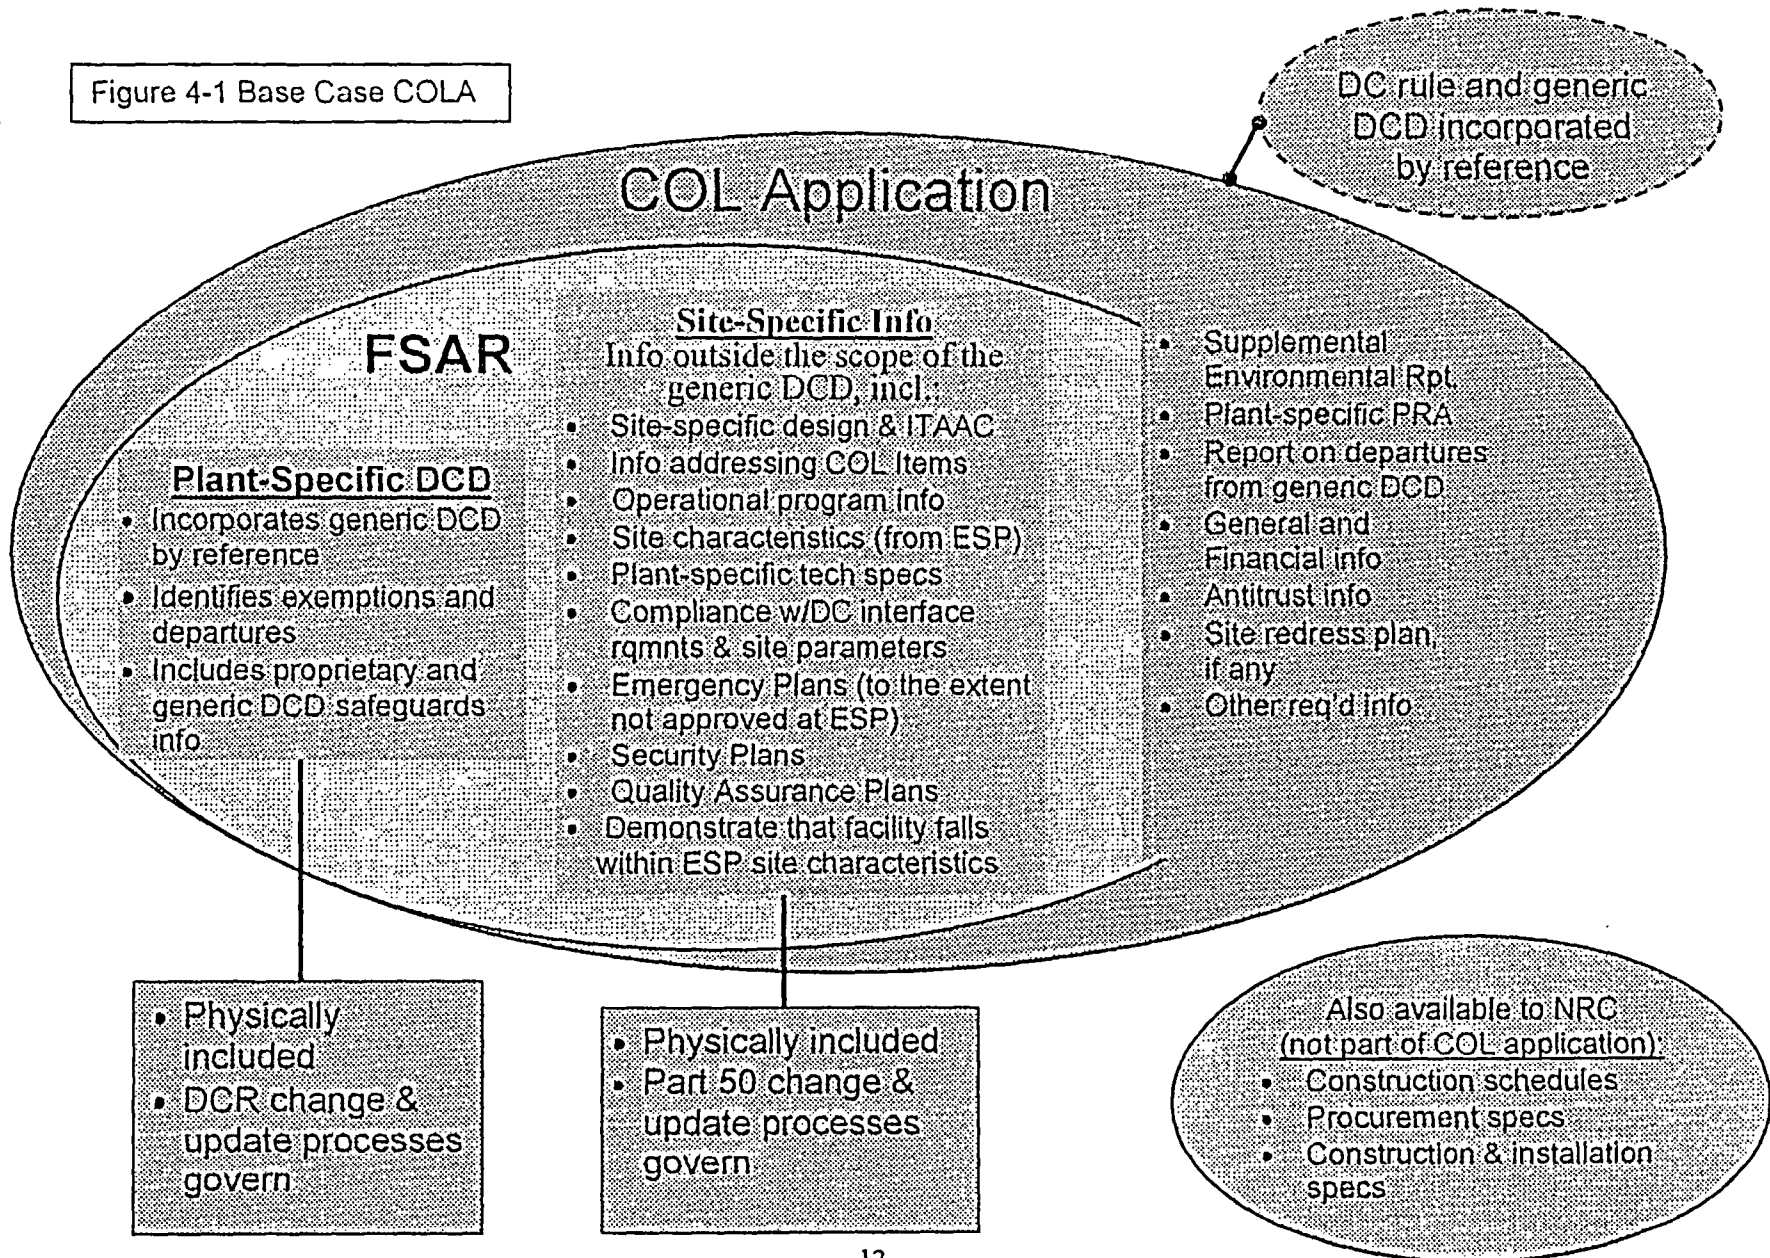 Figure 4-1 Base Case COLA
DC rule and generic
DCD incorporated
by reference
COL Application
FSAR
Plant-Specific DCD
• Incorporates generic DCD
by reference
• Identifies exemptions and
departures
• Includes proprietary and
generic DCD safeguards
info
Site-Specific Info
Info outside the scope of the
generic DCD, incl.:
• Site-specific design & ITAAC
• Info addressing COL Items
• Operational program info
• Site characteristics (from ESP)
• Plant-specific tech specs
• Compliance w/DC interface
rqmnts & site parameters
• Emergency Plans (to the extent
not approved at ESP)
• Security Plans
• Quality Assurance Plans
• Demonstrate that facility falls
within ESP site characteristics
• Supplemental
Environmental Rpt.
• Plant-specific PRA
• Report on departures
from generic DCD
• General and
Financial info
• Antitrust info
• Site redress plan,
if any
• Other req'd info
• Physically
included
• DCR change &
update processes
govern
• Physically included
• Part 50 change &
update processes
govern
Also available to NRC
(not part of COL application):
• Construction schedules
• Procurement specs
• Construction & installation
specs
12